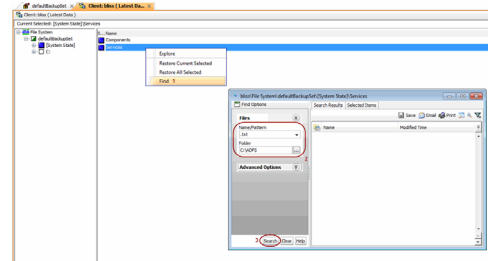 defaultBackupSet
Client: bliss ( Latest Da...
Client: bliss ( Latest Data )
Current Selected: [System State]\Services
File System
defaultBackupSet
[System State]
C:
Name
Components
Services
Explore
Restore Current Selected
Restore All Selected
Find 1
bliss\File System\defaultBackupSet\[System State]\Services
Find Options
Search Results
Selected Items
Files
Save
Email
Print
Name/Pattern
.txt
Folder
C:\ADFS
...
2
Advanced Options
Name
Modified Time
3
Search
Clear
Help